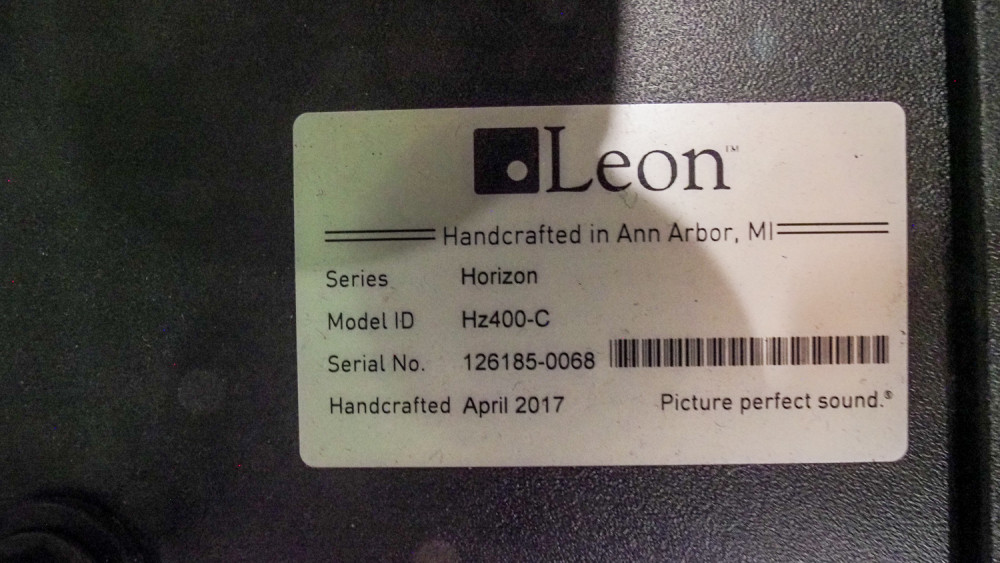 Leon™
Handcrafted in Ann Arbor, MI
Series Horizon
Model ID Hz400-C
Serial No. 126185-0068
Handcrafted April 2017 Picture perfect sound.®